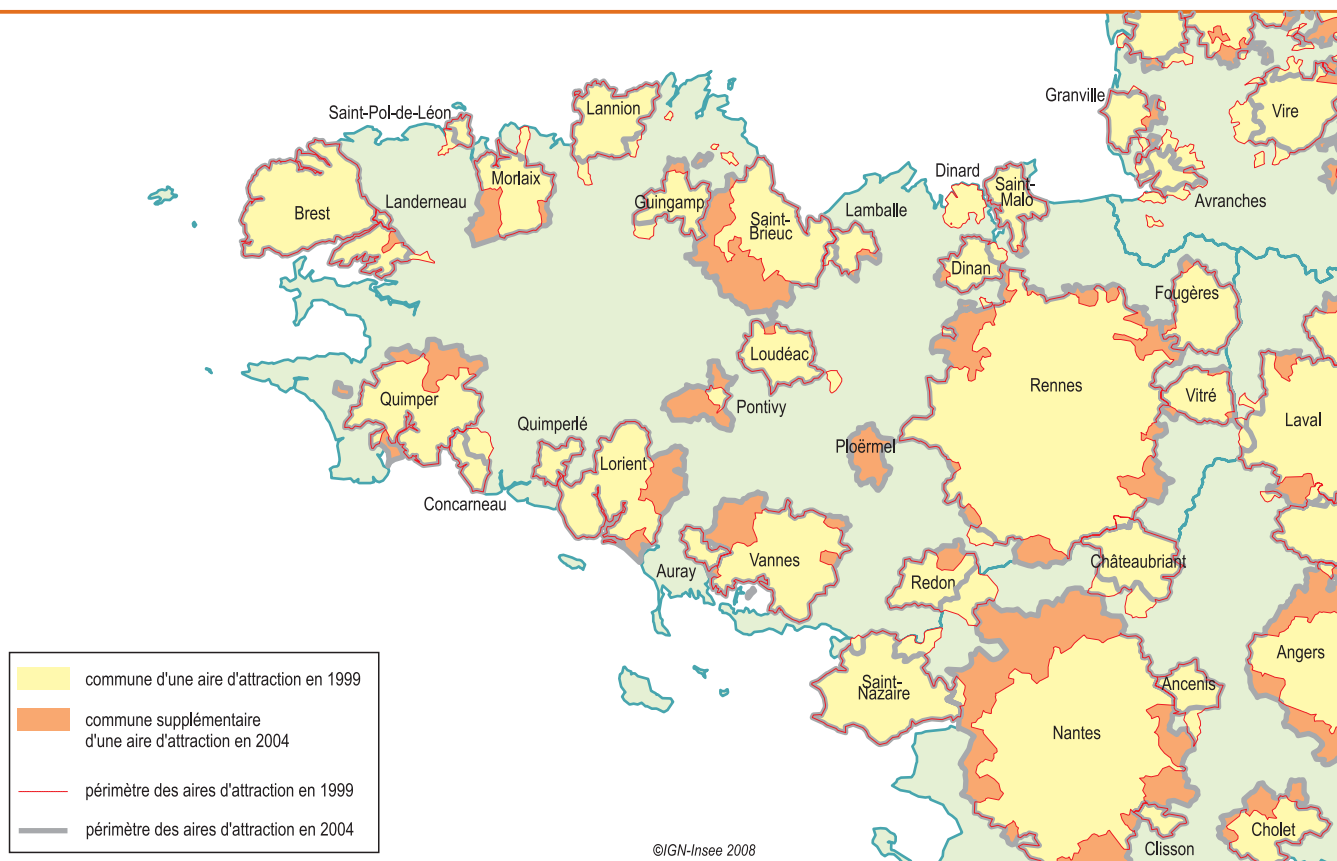 Granville
Vire
Saint-Pol-de-Léon
Lannion
Morlaix
Dinard
Saint-
Malo
Avranches
Brest
Landerneau
Guingamp
Saint-
Brieuc
Lamballe
Dinan
Fougères
Loudéac
Rennes
Quimper
Pontivy
Vitré
Laval
Quimperlé
Ploërmel
Lorient
Concarneau
Vannes
Auray
Redon
Châteaubriant
Saint-
Nazaire
Ancenis
Angers
Nantes
Cholet
Clisson
commune d'une aire d'attraction en 1999
commune supplémentaire
d'une aire d'attraction en 2004
périmètre des aires d'attraction en 1999
périmètre des aires d'attraction en 2004
©IGN-Insee 2008